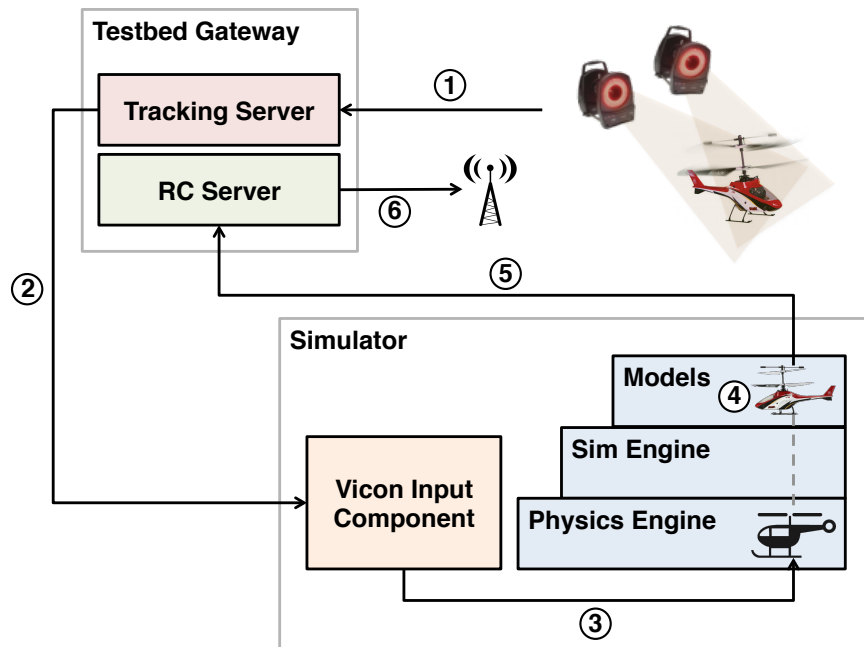 Testbed Gateway
Tracking Server
1
RC Server
6
2
5
Simulator
Models
4
Sim Engine
Vicon Input
Component
Physics Engine
3